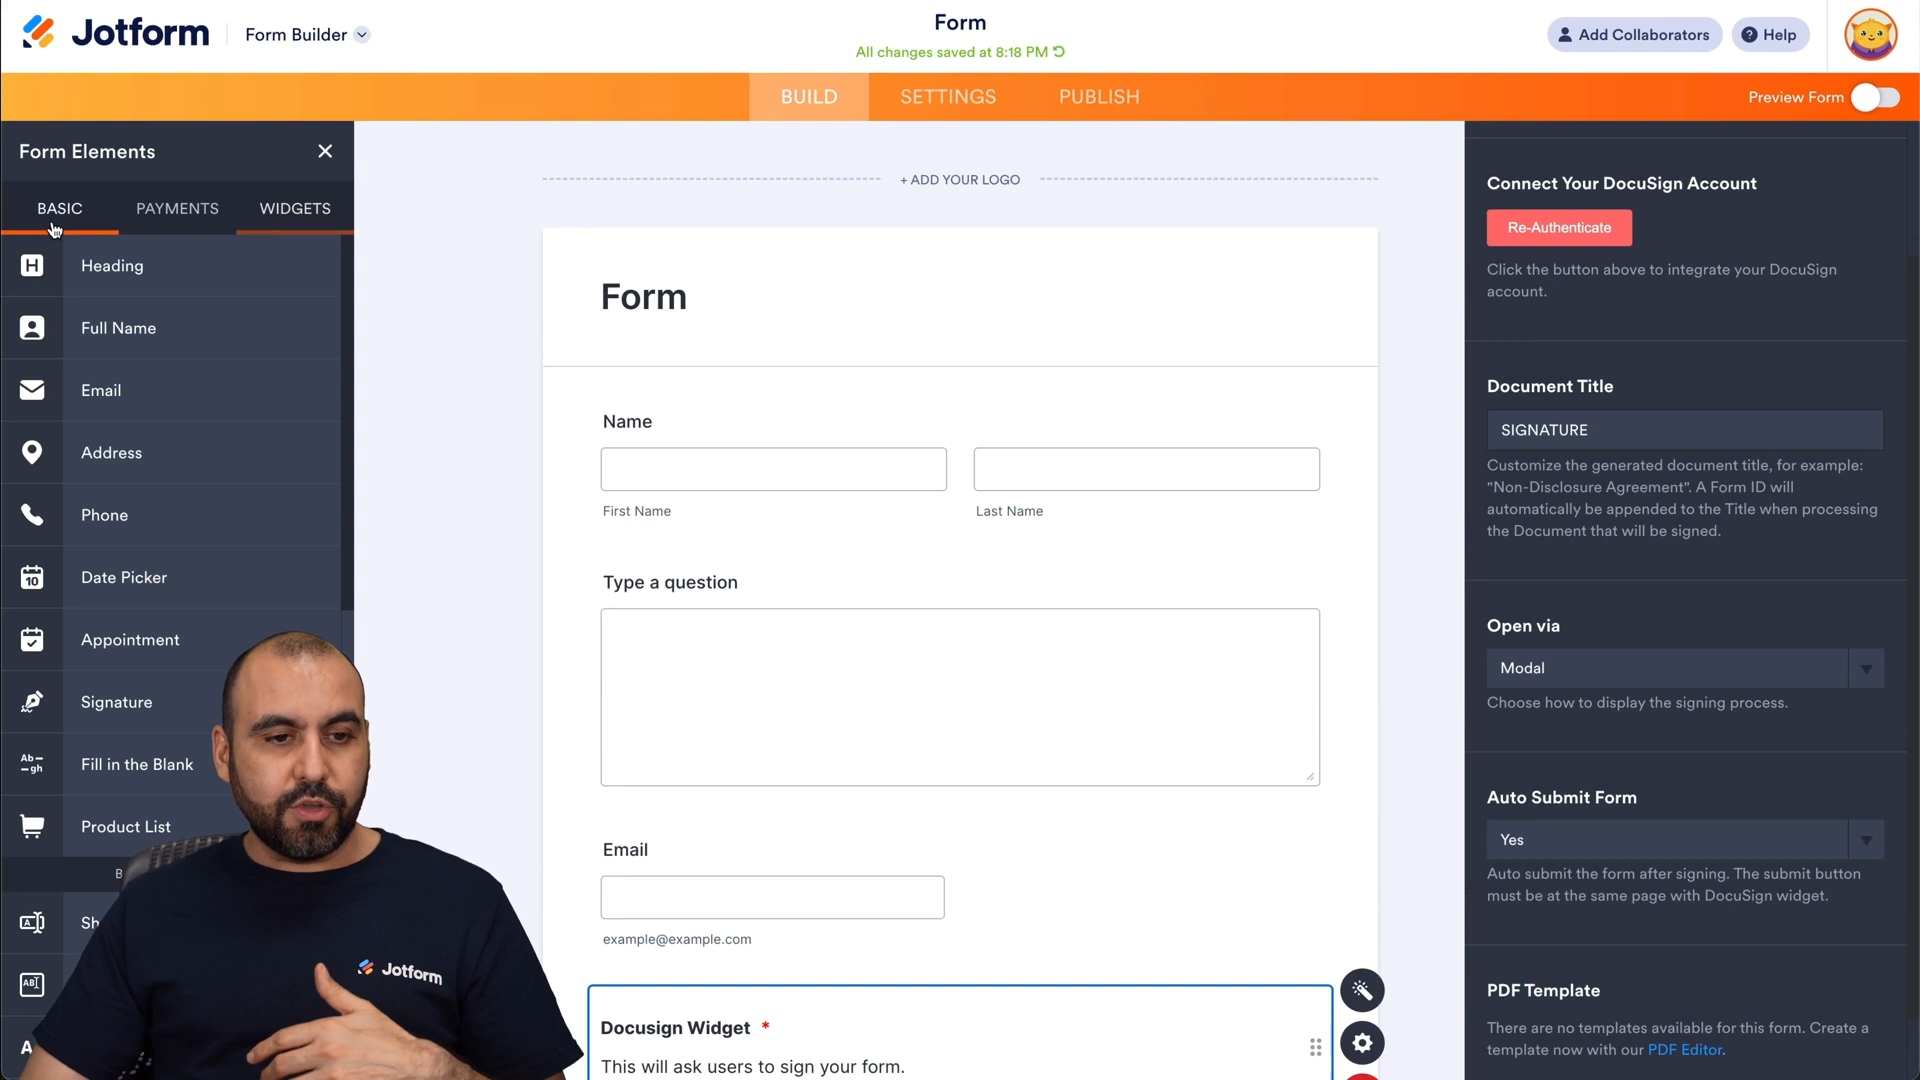 Jotform
Form Builder
Form
All changes saved at 8:18 PM
Add Collaborators
Help
BUILD
SETTINGS
PUBLISH
Preview Form
Form Elements
BASIC
PAYMENTS
WIDGETS
Heading
Full Name
Email
Address
Phone
10
Date Picker
Appointment
Signature
Ab
gh
Fill in the Blank
Product List
B
Sh
+ ADD YOUR LOGO
Form
Name
First Name
Last Name
Type a question
Email
example@example.com
Docusign Widget *
This will ask users to sign your form.
Jotform
Connect Your DocuSign Account
Re-Authenticate
Click the button above to integrate your DocuSign
account.
Document Title
SIGNATURE
Customize the generated document title, for example:
"Non-Disclosure Agreement". A Form ID will
automatically be appended to the Title when processing
the Document that will be signed.
Open via
Modal
Choose how to display the signing process.
Auto Submit Form
Yes
Auto submit the form after signing. The submit button
must be at the same page with DocuSign widget.
PDF Template
There are no templates available for this form. Create a
template now with our PDF Editor.